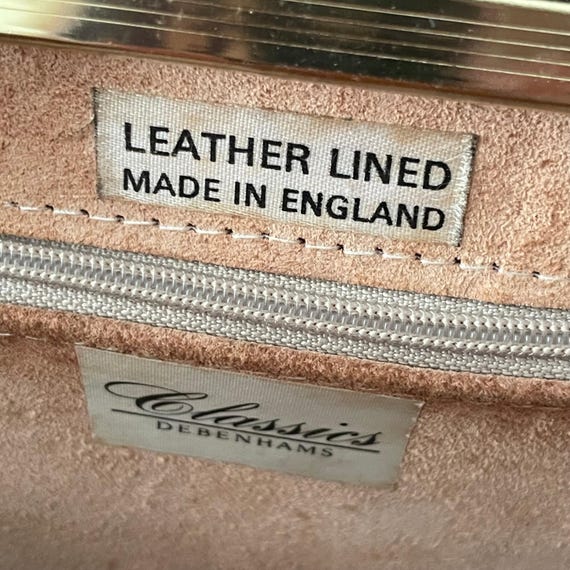 LEATHER LINED
MADE IN ENGLAND
Classics
DEBENHAMS